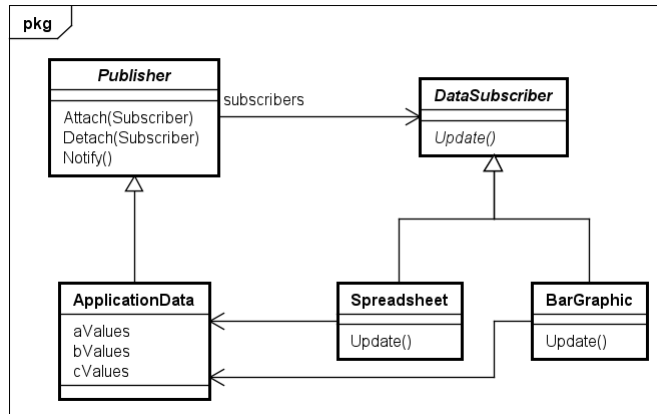 pkg
Publisher
Attach(Subscriber)
Detach(Subscriber)
Notify()
subscribers
DataSubscriber
Update()
ApplicationData
aValues
bValues
cValues
Spreadsheet
Update()
BarGraphic
Update()